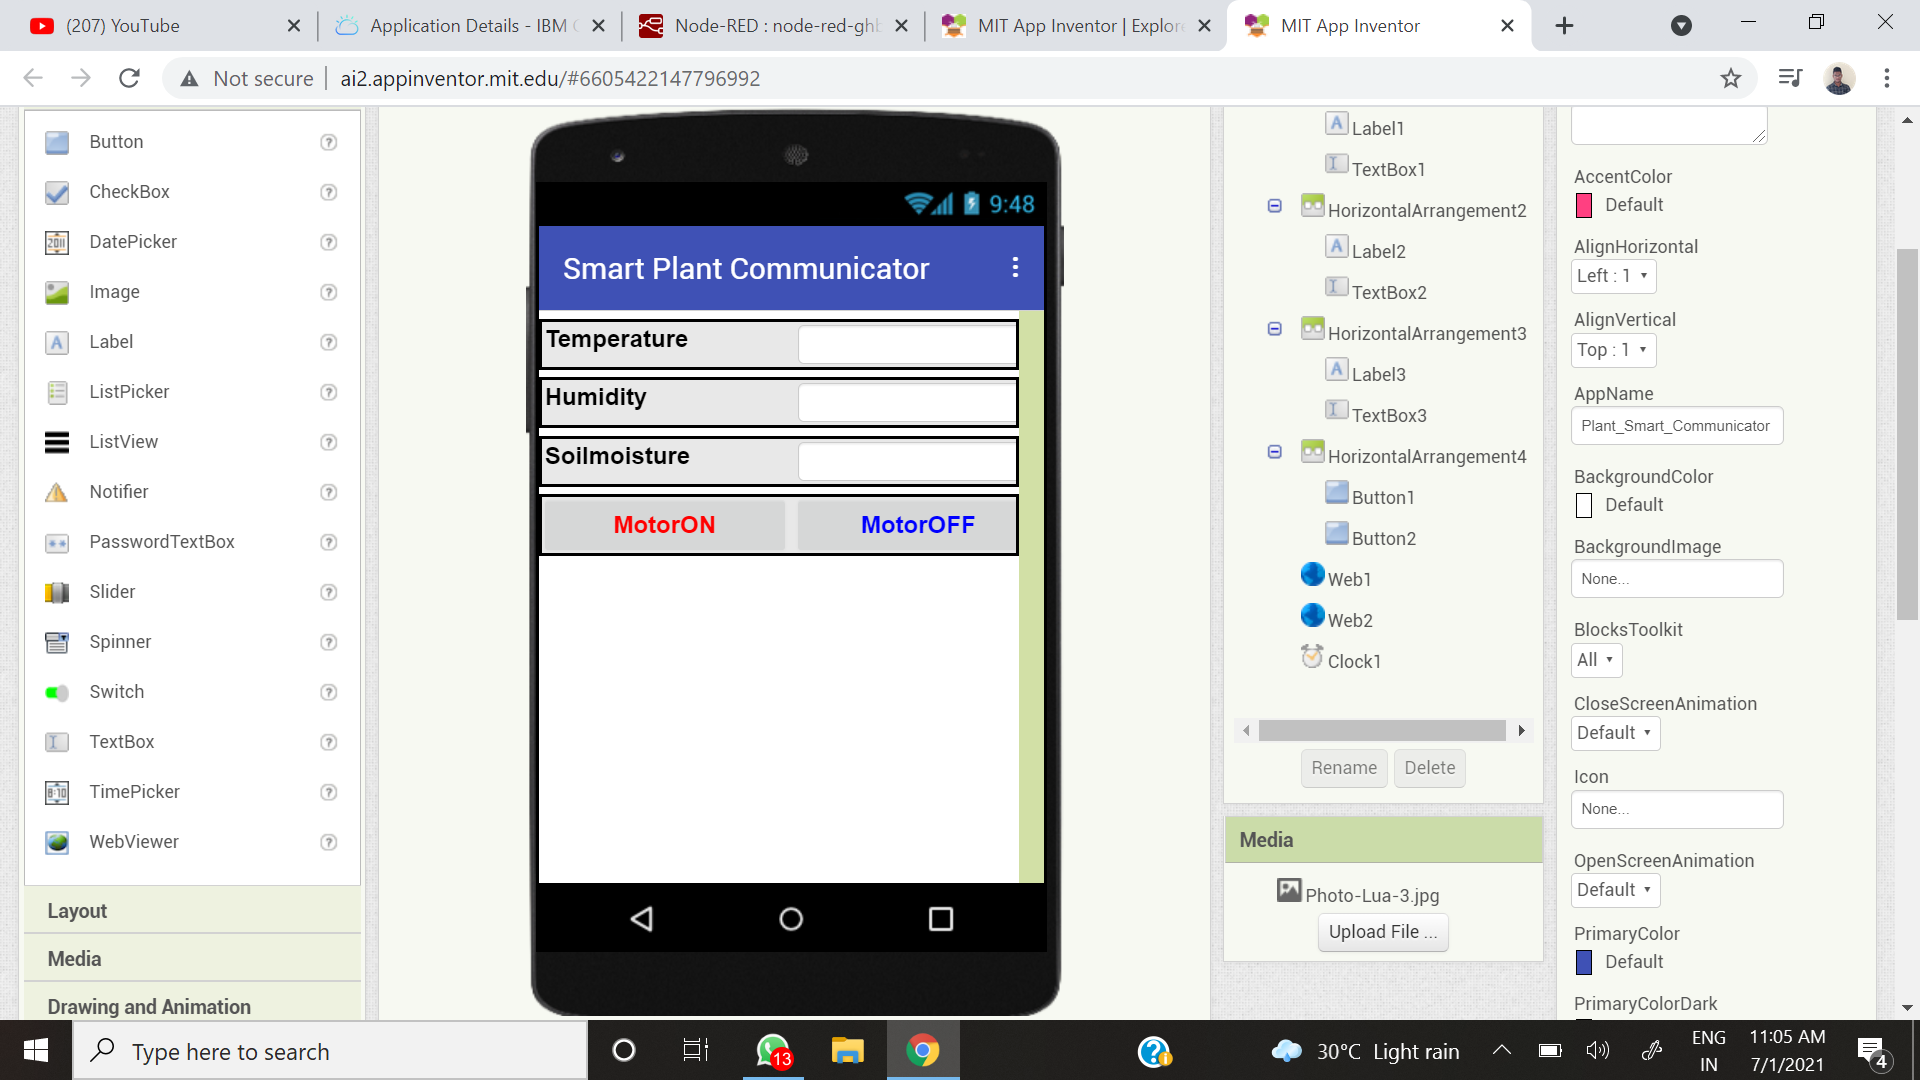 (207) YouTube
Application Details - IBM C
Node-RED : node-red-ghb
MIT App Inventor | Explore
MIT App Inventor
Not secure
ai2.appinventor.mit.edu/#6605422147796992
Button ?
CheckBox ?
DatePicker ?
Image ?
Label ?
ListPicker ?
ListView ?
Notifier ?
PasswordTextBox ?
Slider ?
Spinner ?
Switch ?
TextBox ?
TimePicker ?
WebViewer ?
Layout
Media
Drawing and Animation
9:48
Smart Plant Communicator
Temperature
Humidity
Soilmoisture
MotorON MotorOFF
Label1
TextBox1
HorizontalArrangement2
Label2
TextBox2
HorizontalArrangement3
Label3
TextBox3
HorizontalArrangement4
Button1
Button2
Web1
Web2
Clock1
Rename Delete
Media
Photo-Lua-3.jpg
Upload File ...
AccentColor
Default
AlignHorizontal
Left : 1
AlignVertical
Top : 1
AppName
Plant_Smart_Communicator
BackgroundColor
Default
BackgroundImage
None...
BlocksToolkit
All
CloseScreenAnimation
Default
Icon
None...
OpenScreenAnimation
Default
PrimaryColor
Default
PrimaryColorDark
Type here to search
13
30°C Light rain
ENG
IN
11:05 AM
7/1/2021
4